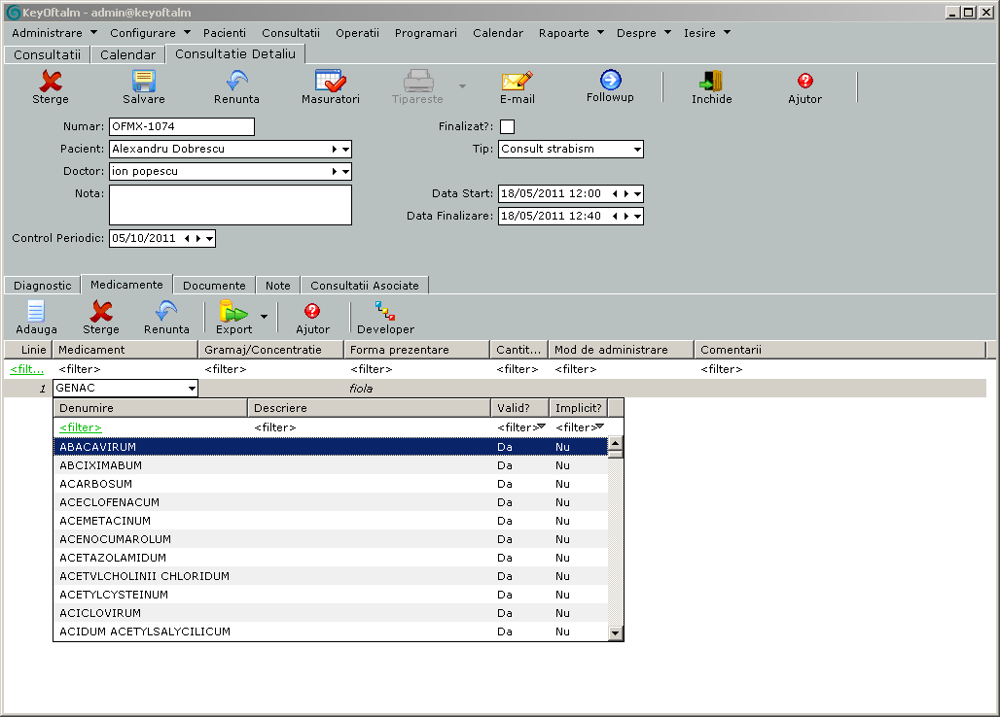 KeyOftalm - admin@keyoftalm
Administrare Configurare Pacienti Consultatii Operatii Programari Calendar Rapoarte Despre Iesire
Consultatii Calendar Consultatie Detaliu
Sterge Salvare Renunta Masuratori Tipareste E-mail Followup Inchide Ajutor
Numar: OFMX-1074 Finalizat?:
Pacient: Alexandru Dobrescu Tip: Consult strabism
Doctor: ion popescu
Nota: Data Start: 18/05/2011 12:00
Data Finalizare: 18/05/2011 12:40
Control Periodic: 05/10/2011
Diagnostic Medicamente Documente Note Consultatii Asociate
Adauga Sterge Renunta Export Ajutor Developer
Linie Medicament Gramaj/Concentratie Forma prezentare Cantit... Mod de administrare Comentarii
<filt... <filter> <filter> <filter> <filter> <filter> <filter>
1 GENAC fiola
Denumire Descriere Valid? Implicit?
<filter> <filter> <filter> <filter>
ABACAVIRUM Da Nu
ABCIXIMABUM Da Nu
ACARBOSUM Da Nu
ACECLOFENACUM Da Nu
ACEMETACINUM Da Nu
ACENOCUMAROLUM Da Nu
ACETAZOLAMIDUM Da Nu
ACETVLCHOLINII CHLORIDUM Da Nu
ACETYLCYSTEINUM Da Nu
ACICLOVIRUM Da Nu
ACIDUM ACETYLSALYCILICUM Da Nu